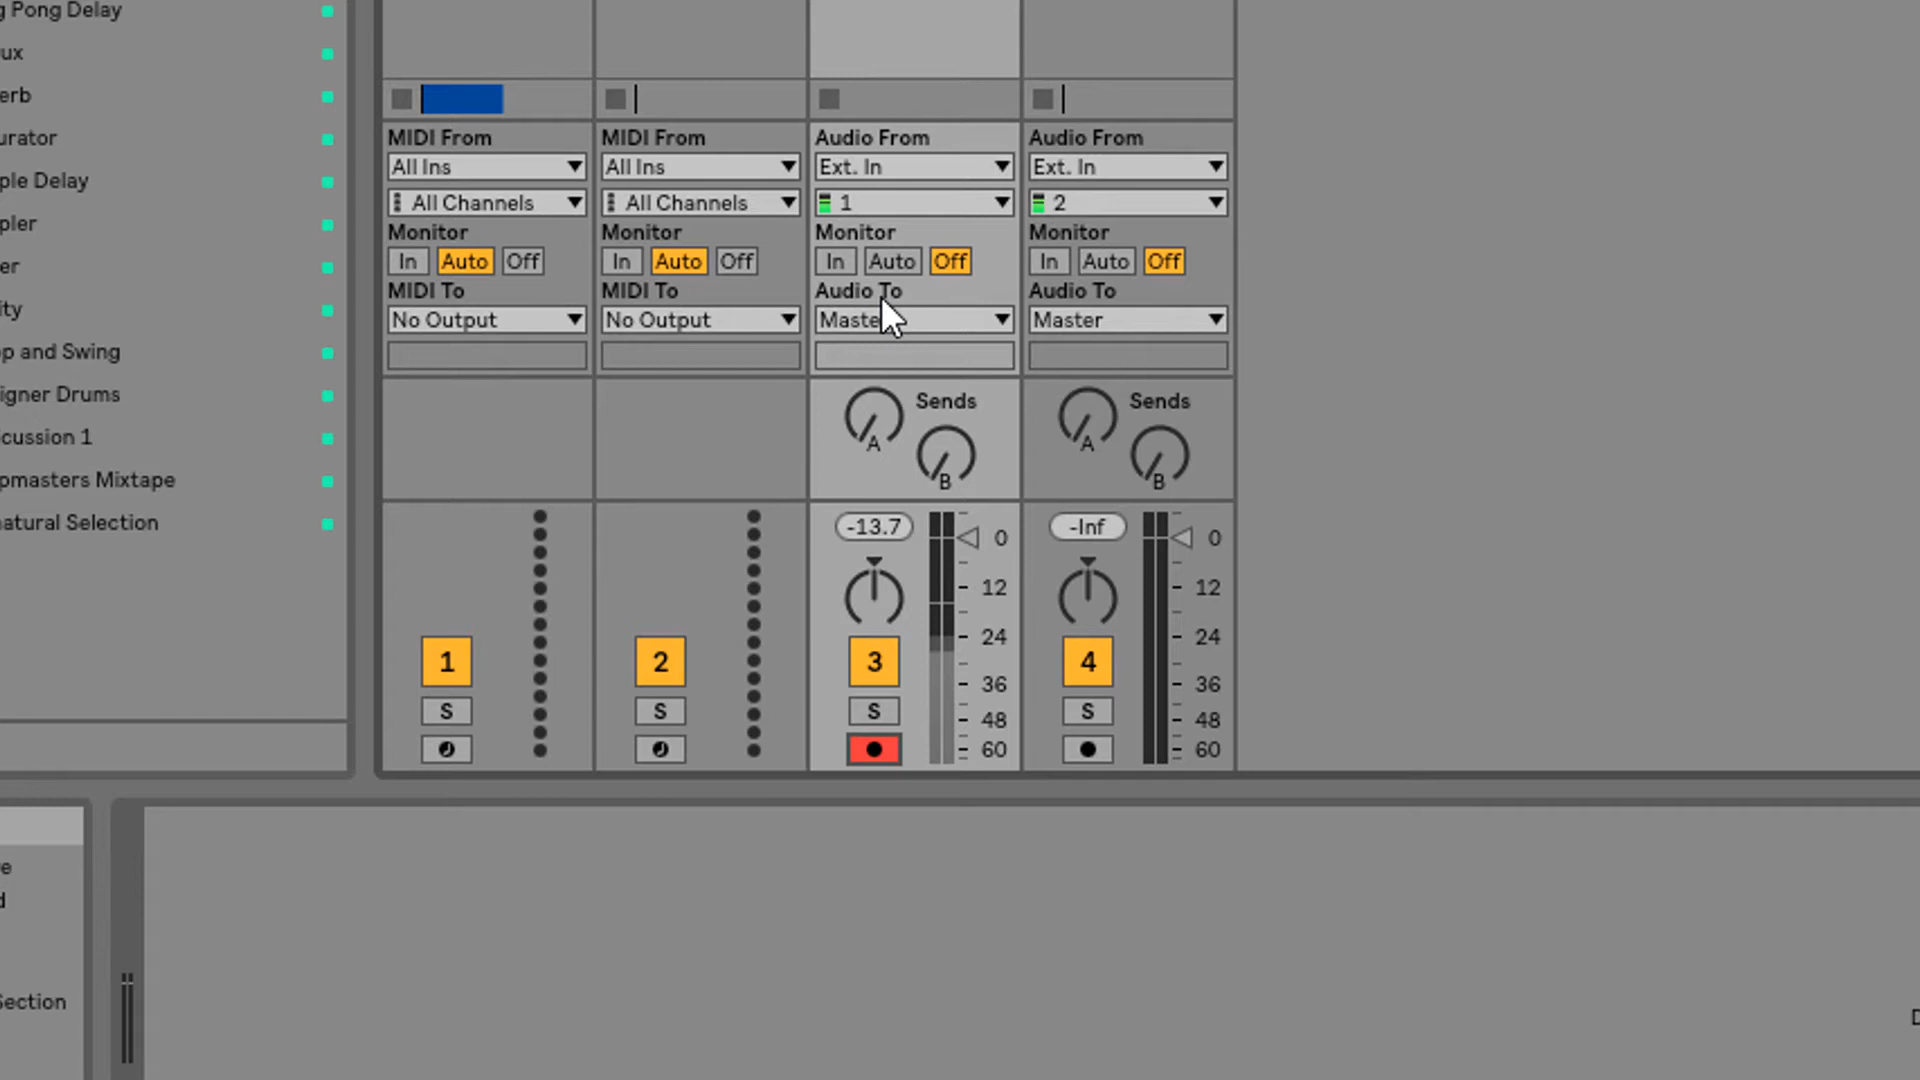 g Pong Delay
ux
erb
urator
ple Delay
pler
er
ity
p and Swing
igner Drums
cussion 1
pmasters Mixtape
natural Selection
MIDI From
All Ins
All Channels
Monitor
In Auto Off
MIDI To
No Output
1
S
MIDI From
All Ins
All Channels
Monitor
In Auto Off
MIDI To
No Output
2
S
Audio From
Ext. In
1
Monitor
In Auto Off
Audio To
Maste
Sends
A
B
-13.7
0
12
24
36
48
60
3
S
Audio From
Ext. In
2
Monitor
In Auto Off
Audio To
Master
Sends
A
B
-Inf
0
12
24
36
48
60
4
S
e
d
Section